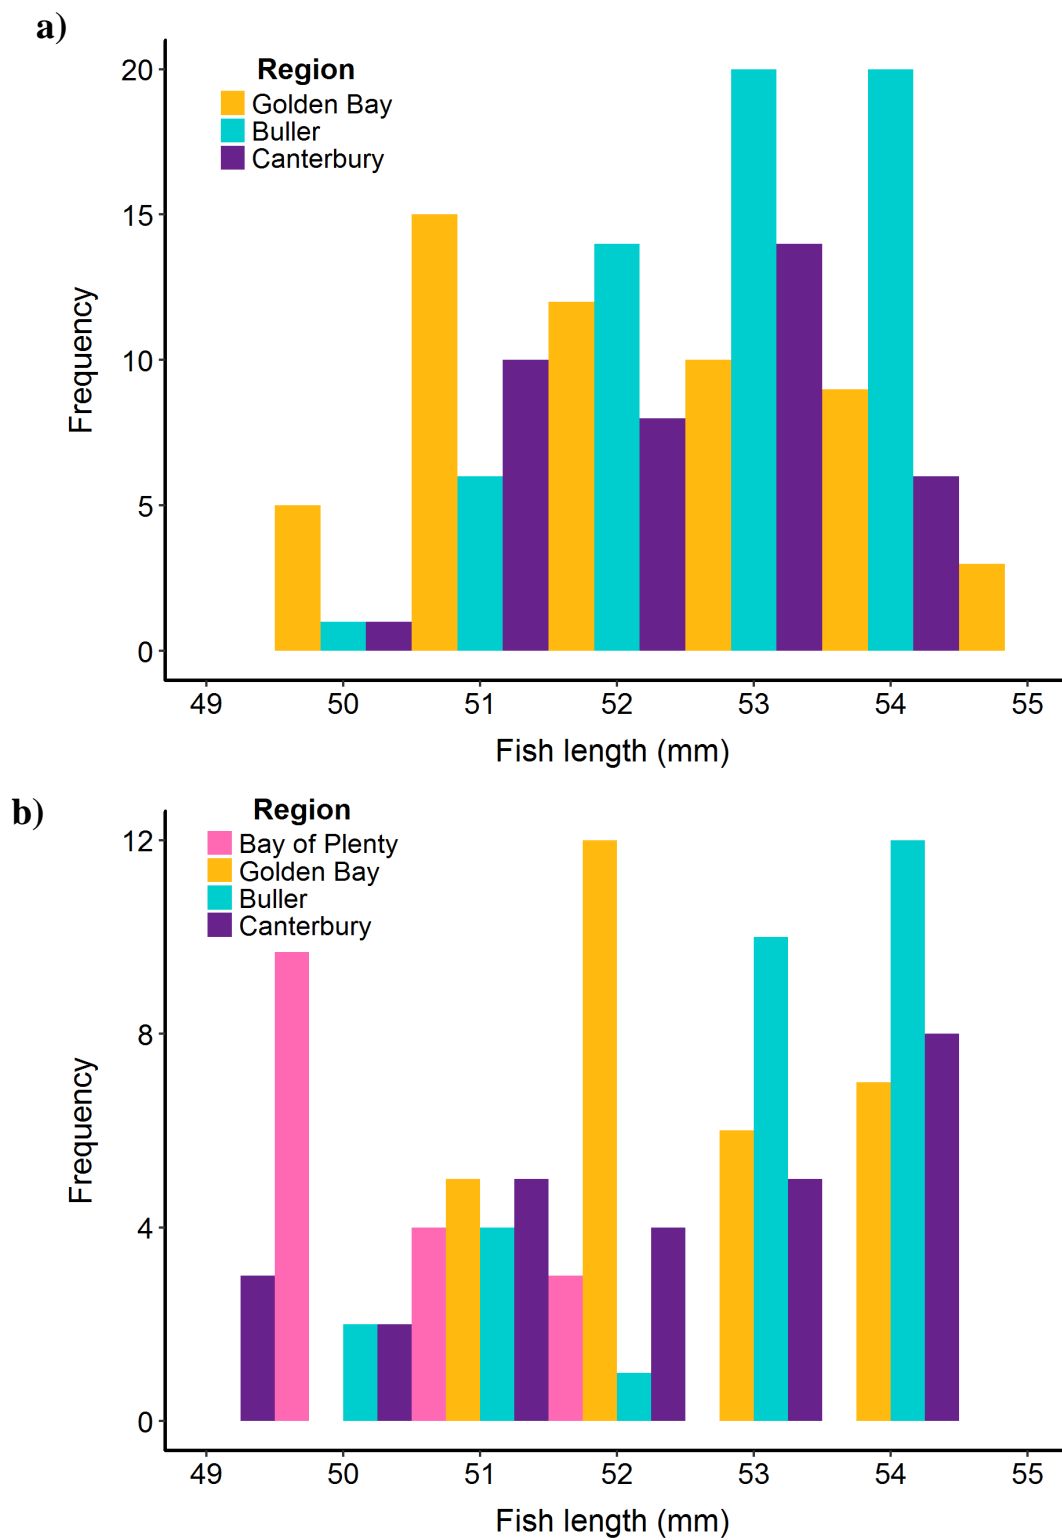 a)
Region
Golden Bay
Buller
Canterbury
20
15
10
5
0
Frequency
49 50 51 52 53 54 55
Fish length (mm)
b)
Region
Bay of Plenty
Golden Bay
Buller
Canterbury
12
8
4
0
Frequency
49 50 51 52 53 54 55
Fish length (mm)